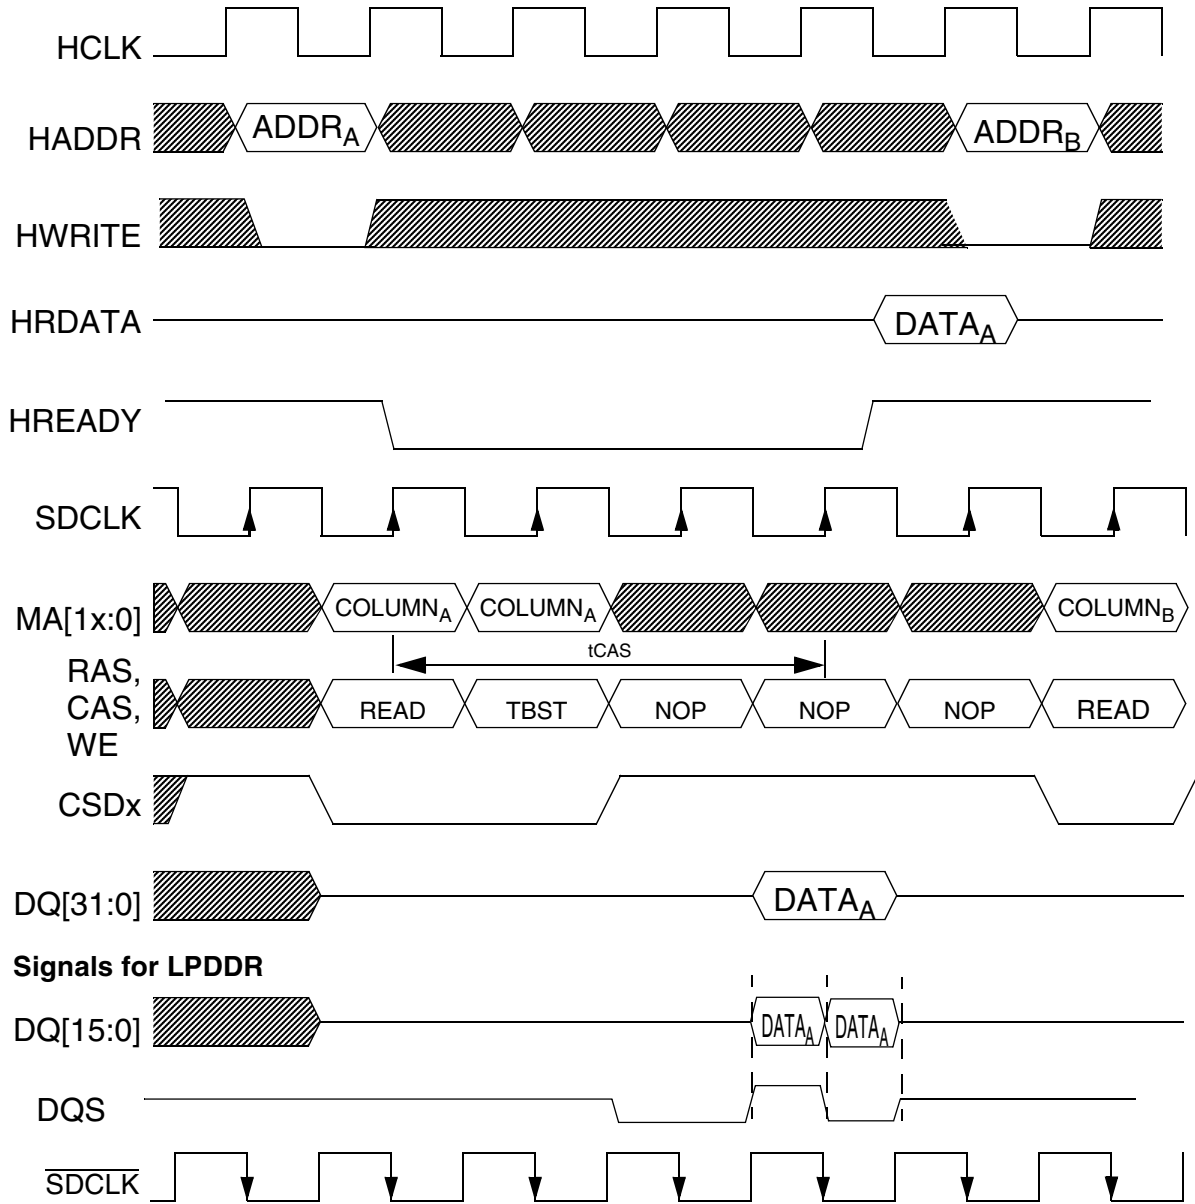 HCLK
HADDR ADDR_A ADDR_B
HWRITE
HRDATA DATA_A
HREADY
SDCLK
MA[1x:0] COLUMN_A COLUMN_A COLUMN_B
tCAS
RAS,
CAS,
WE
READ TBST NOP NOP NOP READ
CSDx
DQ[31:0] DATA_A
Signals for LPDDR
DQ[15:0] DATA_A DATA_A
DQS
SDCLK